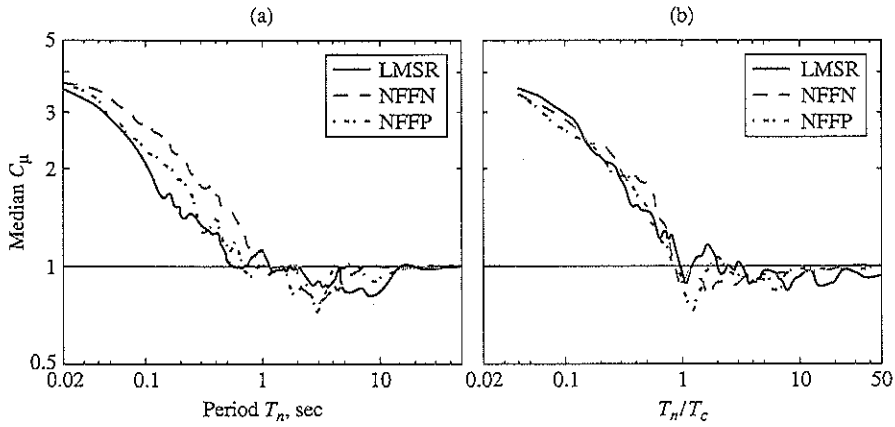 (a)
5
LMSR
NFFN
NFFP
3
2
Median Cμ
1
0.5
0.02
0.1
1
10
Period Tn, sec
(b)
LMSR
NFFN
NFFP
0.02
0.1
1
10
50
Tn/Tc